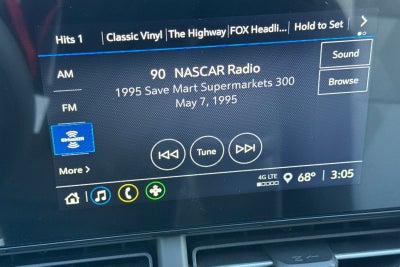 Hits 1 Classic Vinyl The Highway FOX Headli... Hold to Set
AM
90 NASCAR Radio
Sound
1995 Save Mart Supermarkets 300
Browse
FM
May 7, 1995
Tune
More
4G LTE
68° 3:05